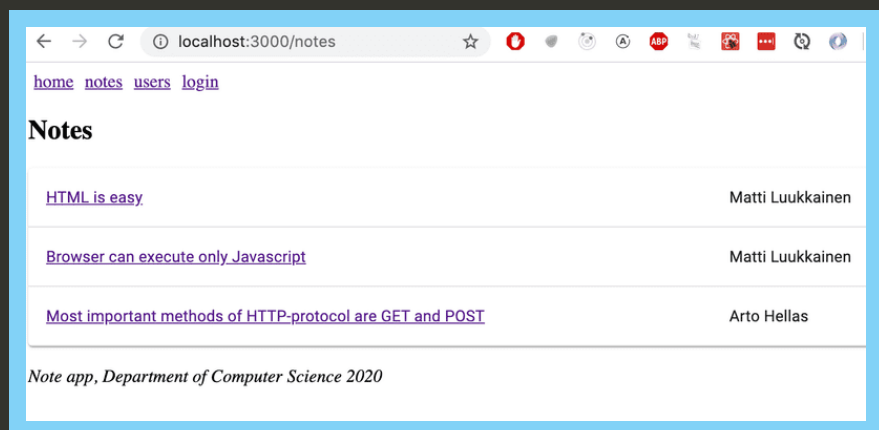 localhost:3000/notes
ABP
home notes users login
Notes
HTML is easy Matti Luukkainen
Browser can execute only Javascript Matti Luukkainen
Most important methods of HTTP-protocol are GET and POST Arto Hellas
Note app, Department of Computer Science 2020